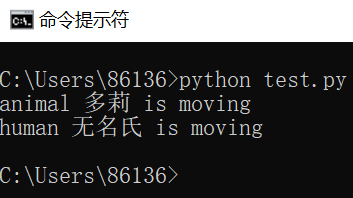 命令提示符
C:\Users\86136>python test.py
animal 多莉 is moving
human 无名氏 is moving
C:\Users\86136>